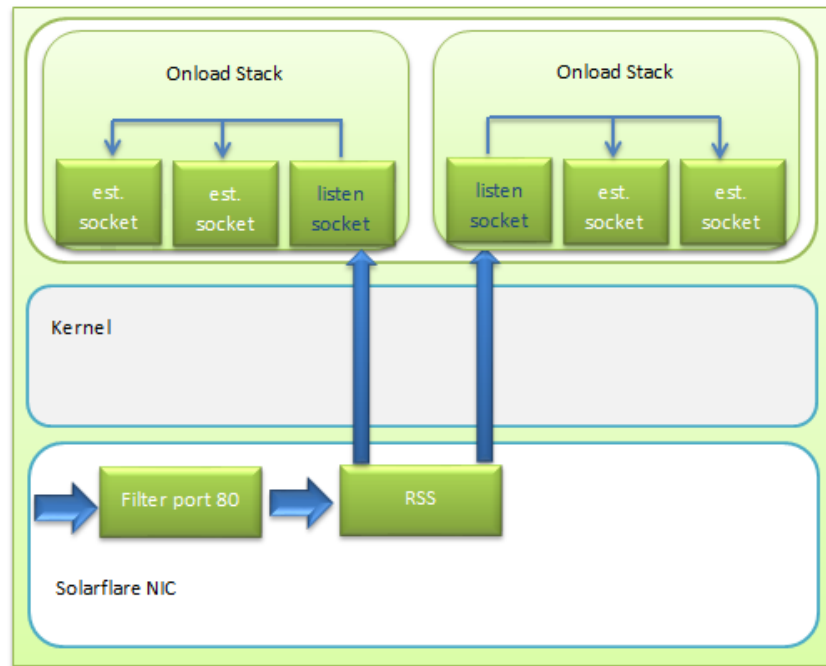 Onload Stack
Onload Stack
est.
socket
est.
socket
listen
socket
listen
socket
est.
socket
est.
socket
Kernel
Filter port 80
RSS
Solarflare NIC